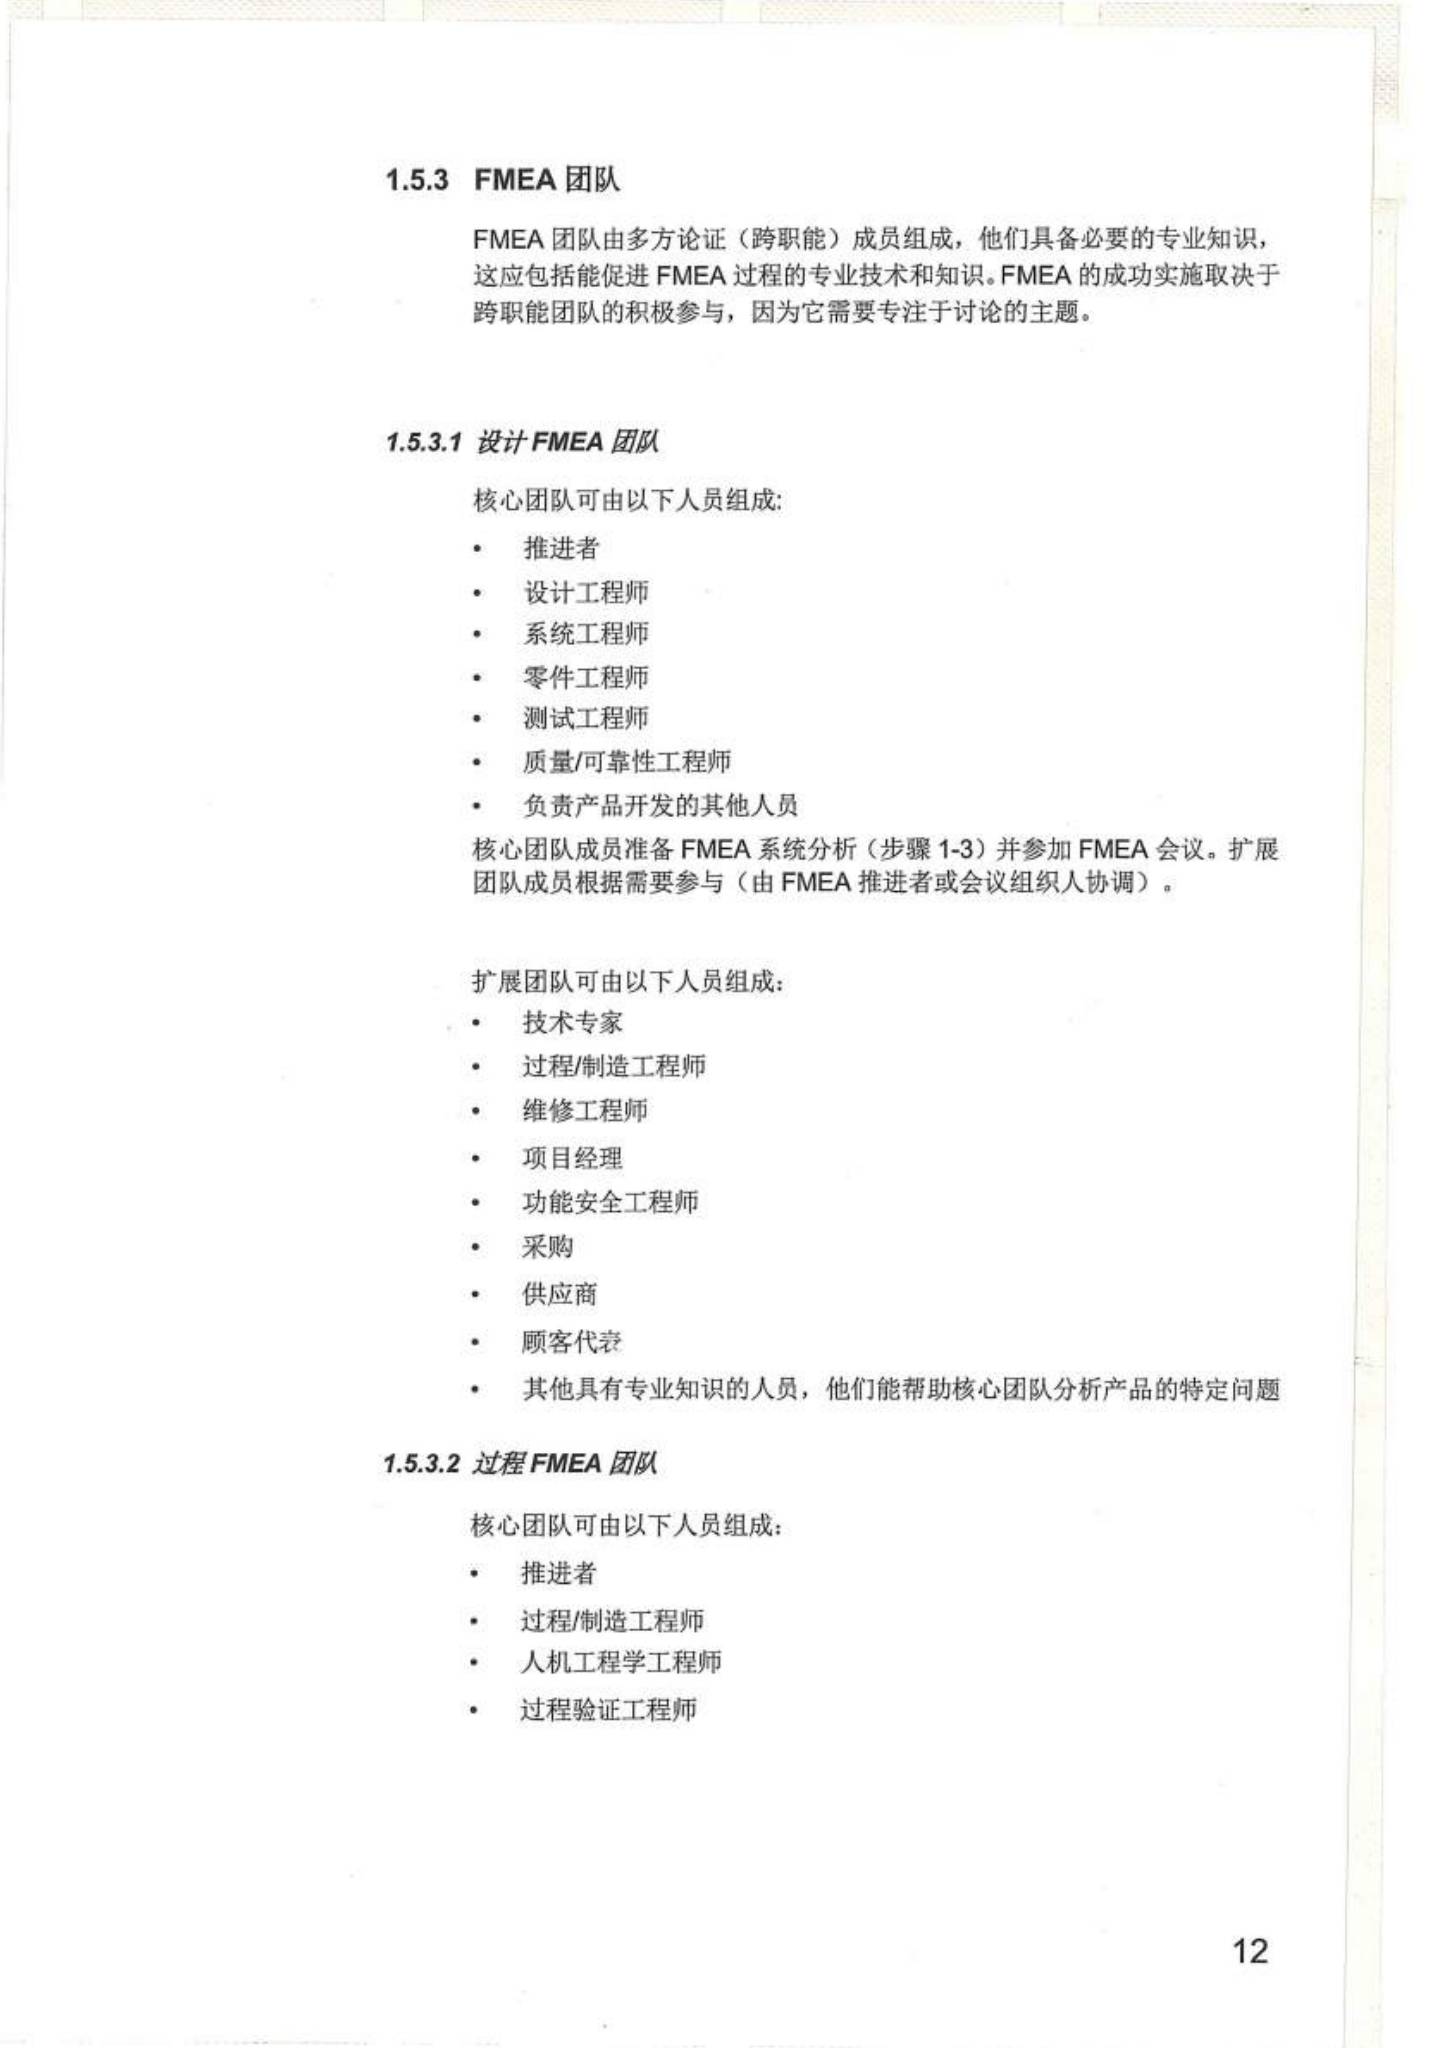 1.5.3 FMEA 团队
FMEA 团队由多方论证（跨职能）成员组成，他们具备必要的专业知识，
这应包括能促进 FMEA 过程的专业技术和知识。FMEA 的成功实施取决于
跨职能团队的积极参与，因为它需要专注于讨论的主题。
1.5.3.1 设计 FMEA 团队
核心团队可由以下人员组成:
• 推进者
• 设计工程师
• 系统工程师
• 零件工程师
• 测试工程师
• 质量/可靠性工程师
• 负责产品开发的其他人员
核心团队成员准备 FMEA 系统分析（步骤 1-3）并参加 FMEA 会议。扩展
团队成员根据需要参与（由 FMEA 推进者或会议组织人协调）。
扩展团队可由以下人员组成：
• 技术专家
• 过程/制造工程师
• 维修工程师
• 项目经理
• 功能安全工程师
• 采购
• 供应商
• 顾客代表
• 其他具有专业知识的人员，他们能帮助核心团队分析产品的特定问题
1.5.3.2 过程 FMEA 团队
核心团队可由以下人员组成：
• 推进者
• 过程/制造工程师
• 人机工程学工程师
• 过程验证工程师
12